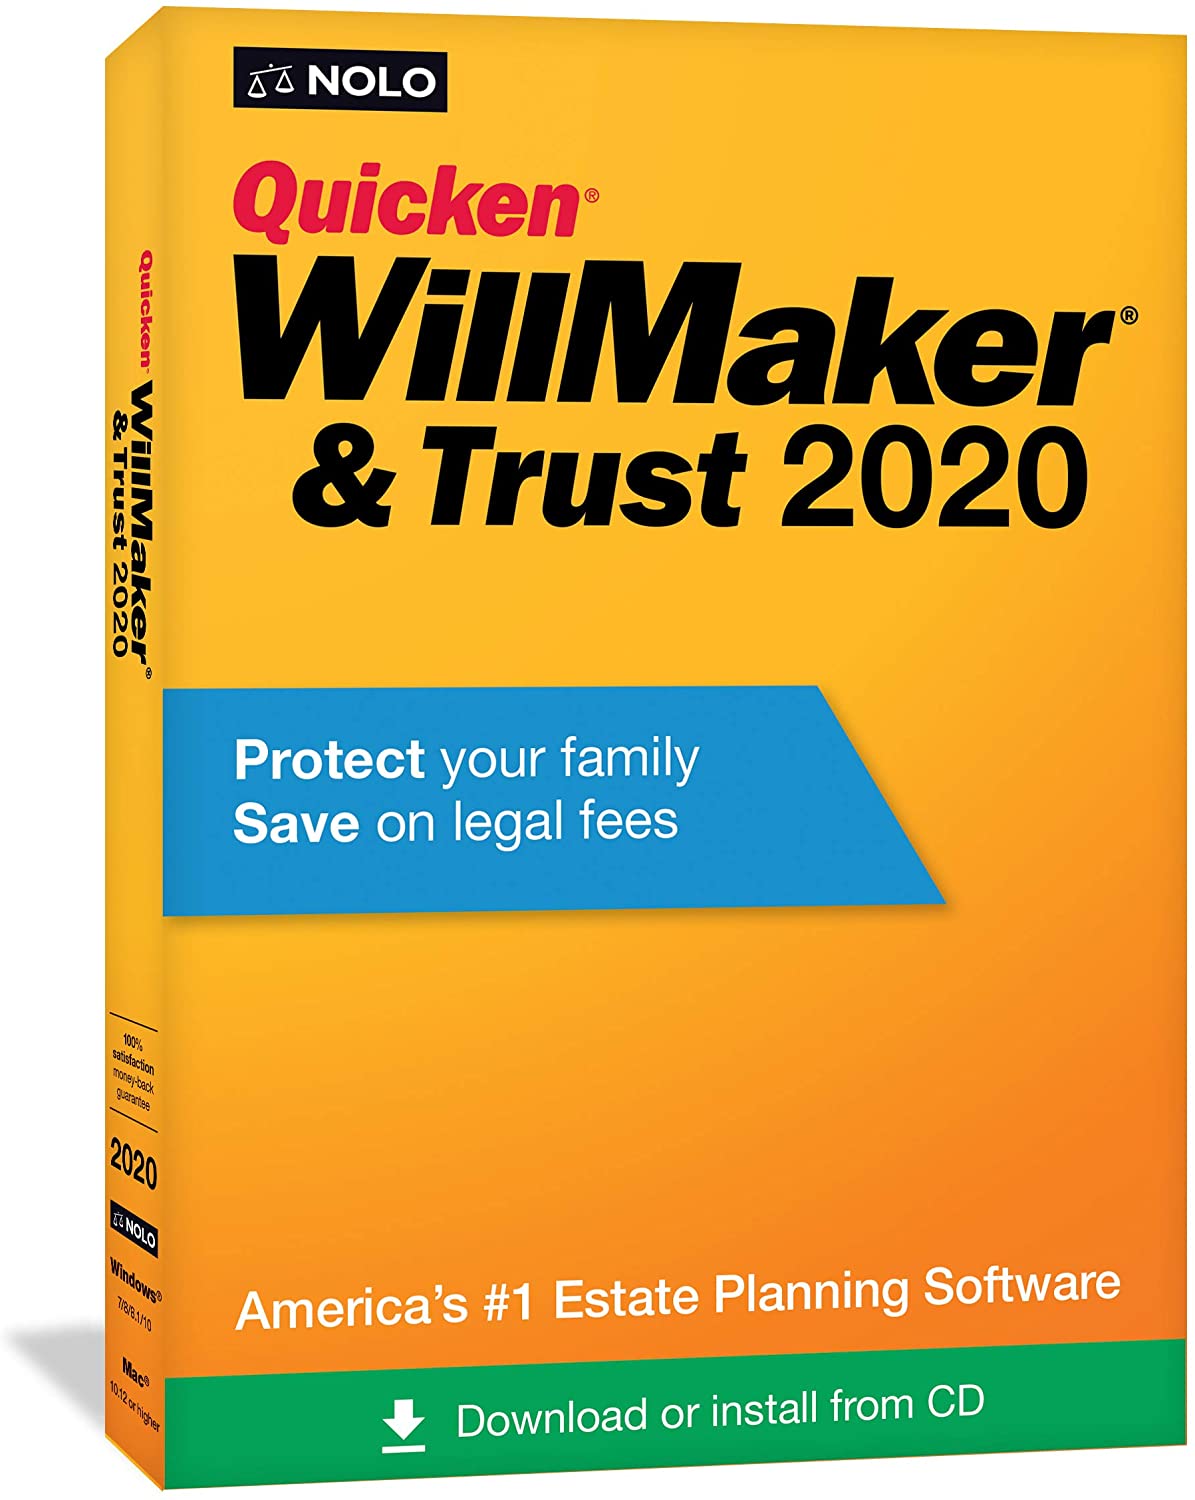 NOLO
Quicken®
WillMaker®
& Trust 2020
Protect your family
Save on legal fees
America's #1 Estate Planning Software
Download or install from CD
Quicken®
WillMaker®
& Trust 2020
100%
satisfaction
money-back
guarantee
2020
NOLO
Windows®
7/8/8.1/10
Mac®
10.12 or higher